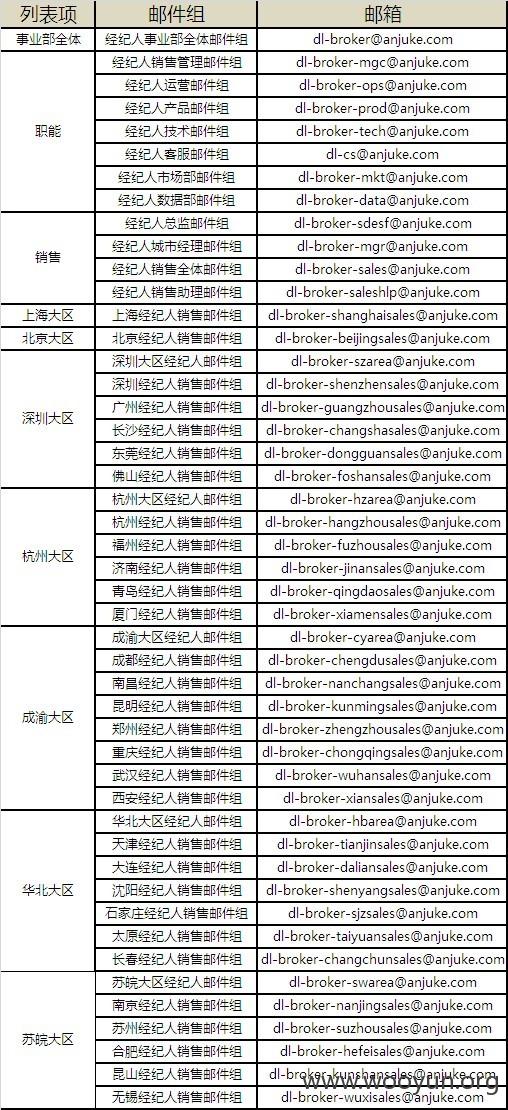 列表项 邮件组 邮箱
事业部全体 经纪人事业部全体邮件组 dl-broker@anjuke.com
职能 经纪人销售管理邮件组 dl-broker-mgc@anjuke.com
经纪人运营邮件组 dl-broker-ops@anjuke.com
经纪人产品邮件组 dl-broker-prod@anjuke.com
经纪人技术邮件组 dl-broker-tech@anjuke.com
经纪人客服邮件组 dl-cs@anjuke.com
经纪人市场部邮件组 dl-broker-mkt@anjuke.com
经纪人数据部邮件组 dl-broker-data@anjuke.com
销售 经纪人总监邮件组 dl-broker-sdesf@anjuke.com
经纪人城市经理邮件组 dl-broker-mgr@anjuke.com
经纪人销售全体邮件组 dl-broker-sales@anjuke.com
经纪人销售助理邮件组 dl-broker-saleshlp@anjuke.com
上海大区 上海经纪人销售邮件组 dl-broker-shanghaisales@anjuke.com
北京大区 北京经纪人销售邮件组 dl-broker-beijingsales@anjuke.com
深圳大区 深圳大区经纪人邮件组 dl-broker-szarea@anjuke.com
深圳经纪人销售邮件组 dl-broker-shenzhensales@anjuke.com
广州经纪人销售邮件组 dl-broker-guangzhousales@anjuke.com
长沙经纪人销售邮件组 dl-broker-changshasales@anjuke.com
东莞经纪人销售邮件组 dl-broker-dongguansales@anjuke.com
佛山经纪人销售邮件组 dl-broker-foshansales@anjuke.com
杭州大区 杭州大区经纪人邮件组 dl-broker-hzarea@anjuke.com
杭州经纪人销售邮件组 dl-broker-hangzhousales@anjuke.com
福州经纪人销售邮件组 dl-broker-fuzhousales@anjuke.com
济南经纪人销售邮件组 dl-broker-jinansales@anjuke.com
青岛经纪人销售邮件组 dl-broker-qingdaosales@anjuke.com
厦门经纪人销售邮件组 dl-broker-xiamensales@anjuke.com
成渝大区 成渝大区经纪人邮件组 dl-broker-cyarea@anjuke.com
成都经纪人销售邮件组 dl-broker-chengdusales@anjuke.com
南昌经纪人销售邮件组 dl-broker-nanchangsales@anjuke.com
昆明经纪人销售邮件组 dl-broker-kunmingsales@anjuke.com
郑州经纪人销售邮件组 dl-broker-zhengzhousales@anjuke.com
重庆经纪人销售邮件组 dl-broker-chongqingsales@anjuke.com
武汉经纪人销售邮件组 dl-broker-wuhansales@anjuke.com
西安经纪人销售邮件组 dl-broker-xiansales@anjuke.com
华北大区 华北大区经纪人邮件组 dl-broker-hbarea@anjuke.com
天津经纪人销售邮件组 dl-broker-tianjinsales@anjuke.com
大连经纪人销售邮件组 dl-broker-daliansales@anjuke.com
沈阳经纪人销售邮件组 dl-broker-shenyangsales@anjuke.com
石家庄经纪人销售邮件组 dl-broker-sjzsales@anjuke.com
太原经纪人销售邮件组 dl-broker-taiyuansales@anjuke.com
长春经纪人销售邮件组 dl-broker-changchunsales@anjuke.com
苏皖大区 苏皖大区经纪人邮件组 dl-broker-swarea@anjuke.com
南京经纪人销售邮件组 dl-broker-nanjingsales@anjuke.com
苏州经纪人销售邮件组 dl-broker-suzhousales@anjuke.com
合肥经纪人销售邮件组 dl-broker-hefeisales@anjuke.com
昆山经纪人销售邮件组 dl-broker-kunshansales@anjuke.com
www.wooyun.org
无锡经纪人销售邮件组 dl-broker-wuxisales@anjuke.com